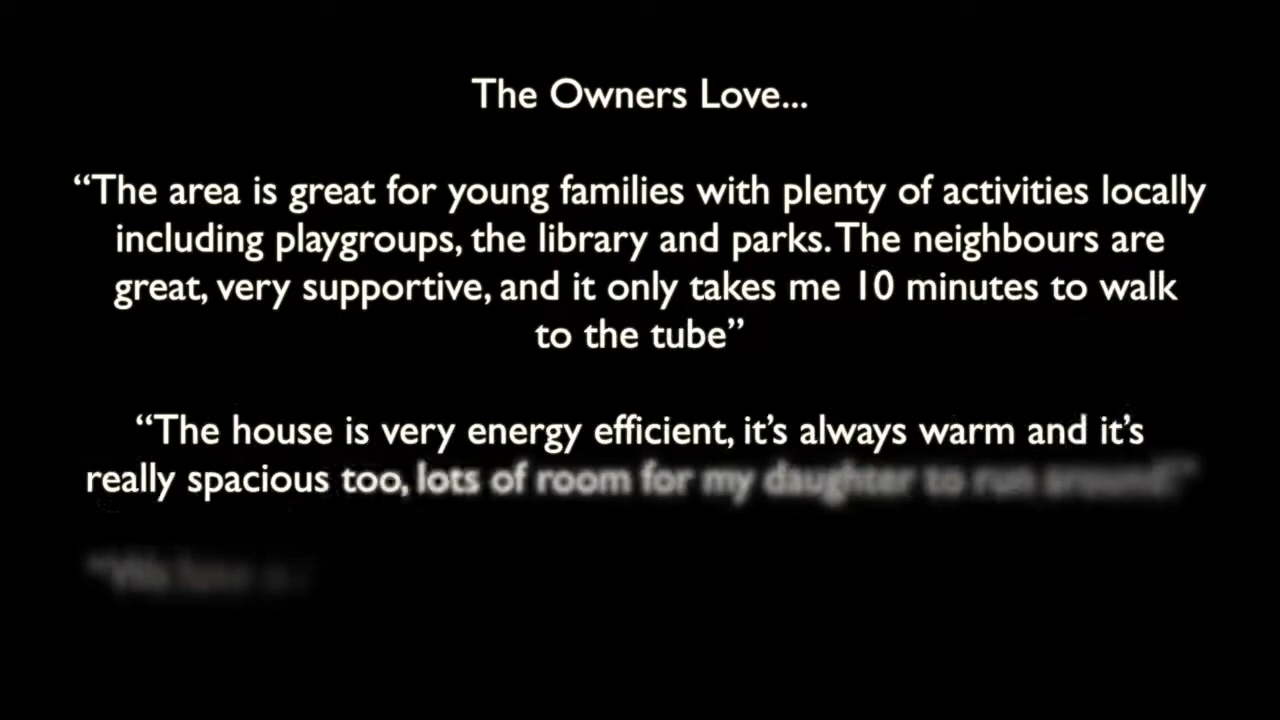 The Owners Love...
“The area is great for young families with plenty of activities locally
including playgroups, the library and parks. The neighbours are
great, very supportive, and it only takes me 10 minutes to walk
to the tube”
“The house is very energy efficient, it’s always warm and it’s
really spacious too, lots of room for my daughter to run around”